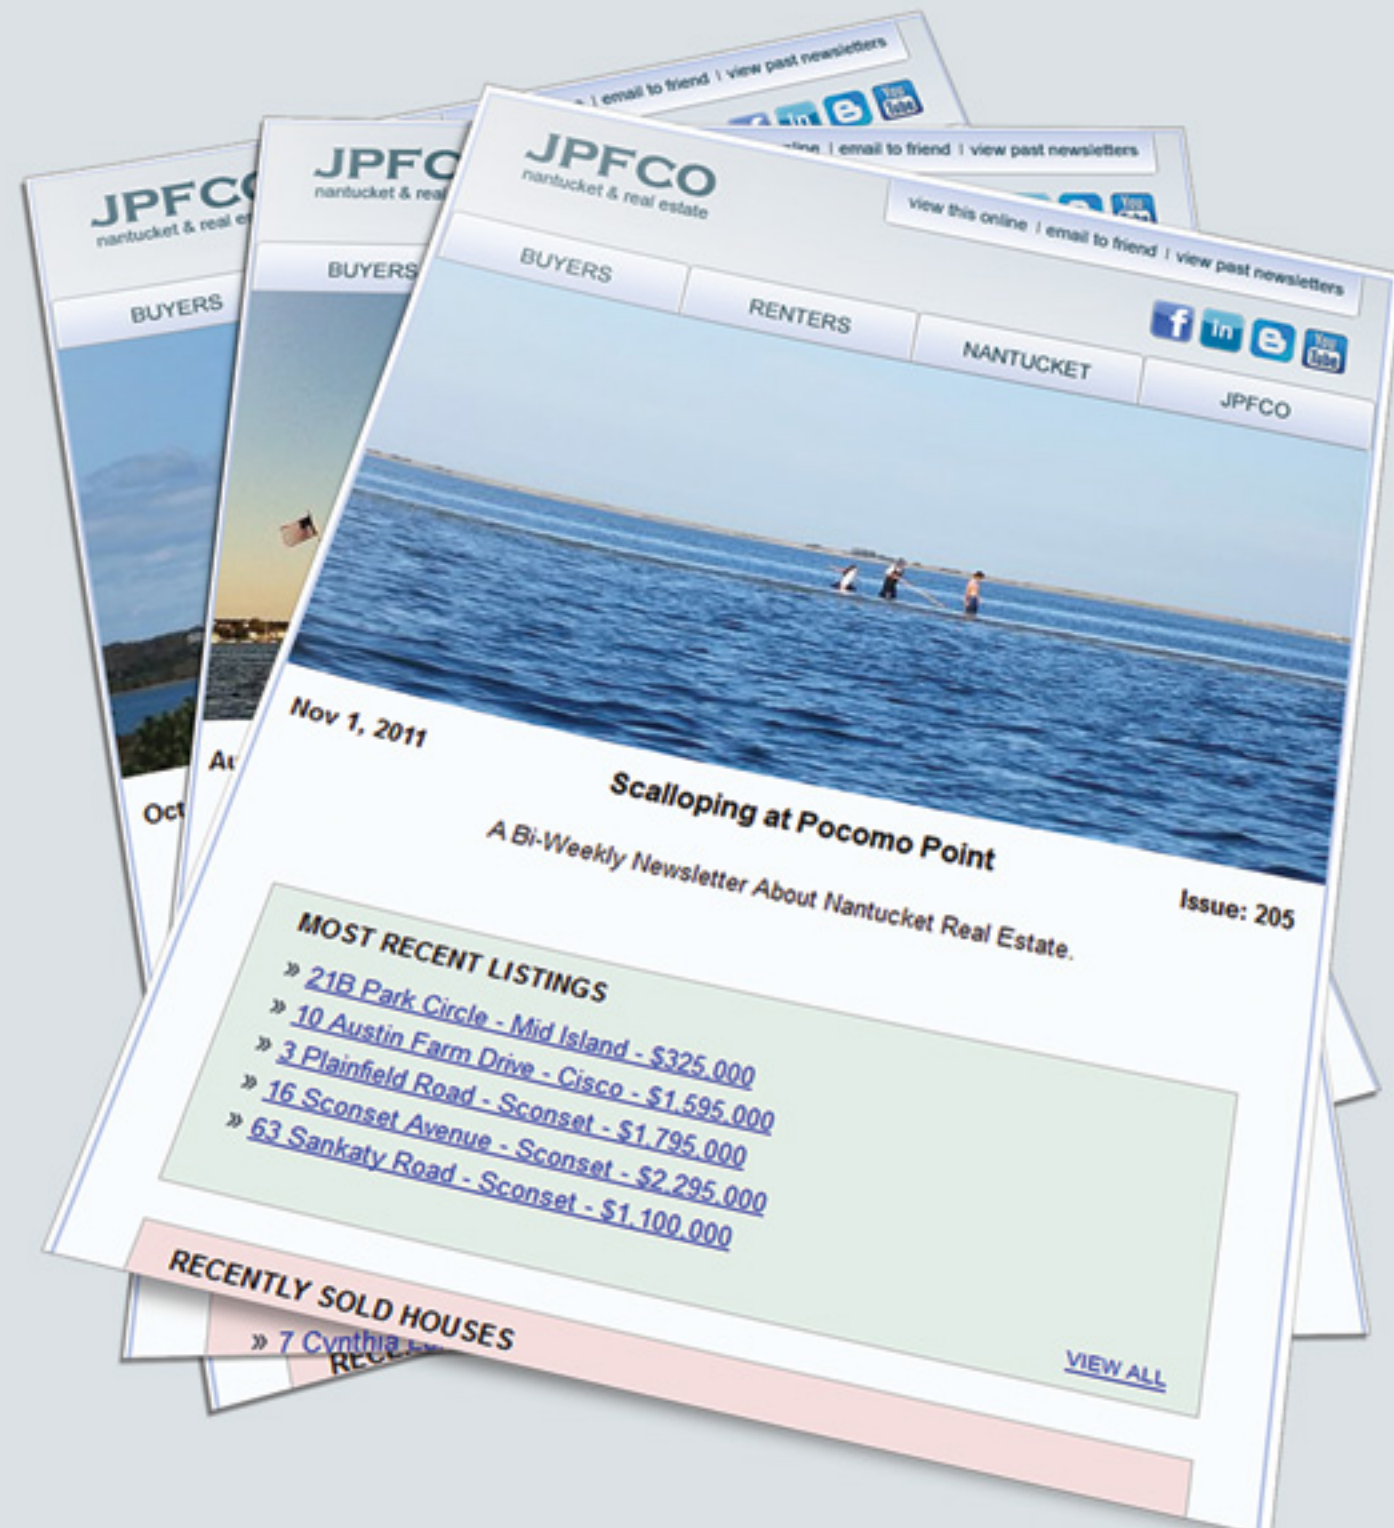 email to friend | view past newsletters
JPFCO
nantucket & real
BUYERS
Oct
JPFC
nantucket & real
email to friend | view past newsletters
BUYERS
JPFCO
nantucket & real estate
view this online | email to friend | view past newsletters
f in B You Tube
BUYERS
RENTERS
NANTUCKET
JPFCO
Nov 1, 2011
Scalloping at Pocomo Point
A Bi-Weekly Newsletter About Nantucket Real Estate.
Issue: 205
MOST RECENT LISTINGS
» 21B Park Circle - Mid Island - $325,000
» 10 Austin Farm Drive - Cisco - $1,595,000
» 3 Plainfield Road - Sconset - $1,795,000
» 16 Sconset Avenue - Sconset - $2,295,000
» 63 Sankaty Road - Sconset - $1,100,000
VIEW ALL
RECENTLY SOLD HOUSES
» 7 Cynthia